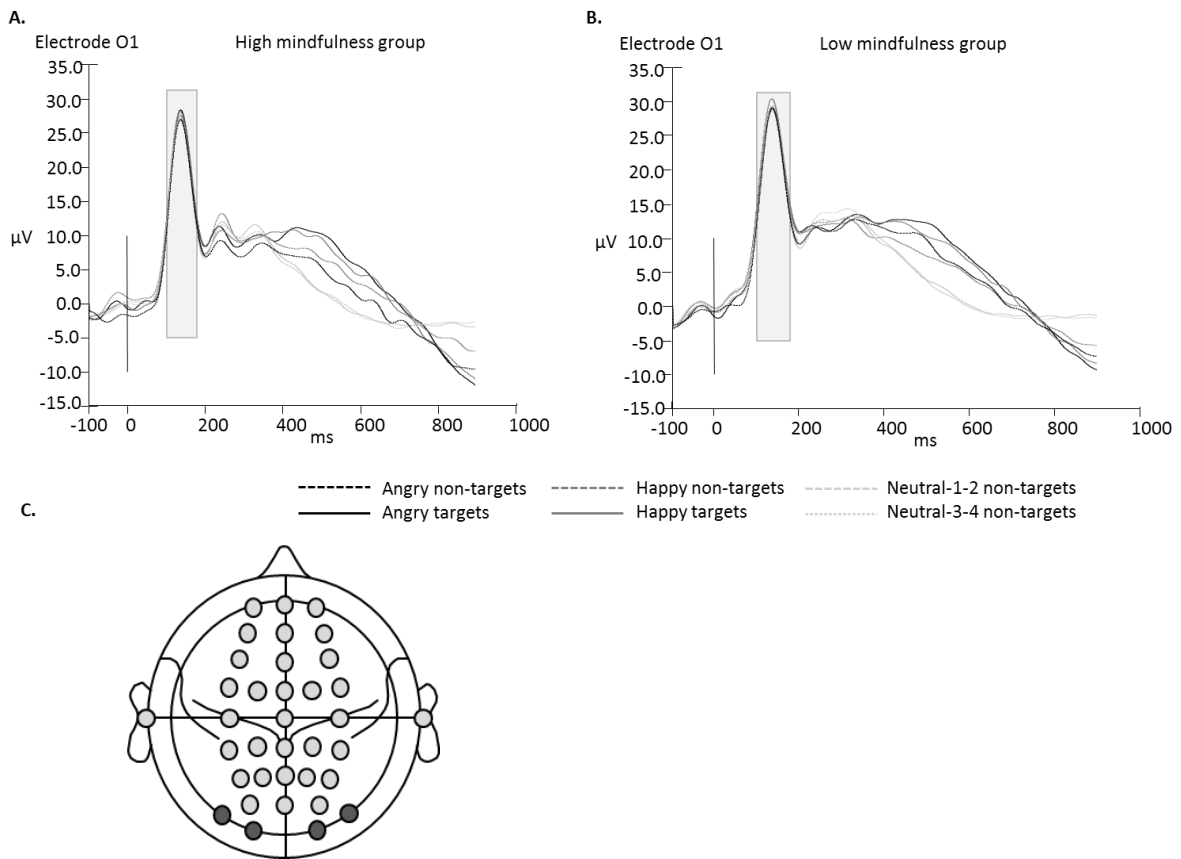 A.
Electrode O1 High mindfulness group
35.0
30.0
25.0
20.0
15.0
10.0
μV
5.0
0.0
-5.0
-10.0
-15.0
-100 0 200 400 600 800 1000
ms
B.
Electrode O1 Low mindfulness group
35.0
30.0
25.0
20.0
15.0
10.0
μV
5.0
0.0
-5.0
-10.0
-15.0
-100 0 200 400 600 800 1000
ms
Angry non-targets Happy non-targets Neutral-1-2 non-targets
Angry targets Happy targets Neutral-3-4 non-targets
C.